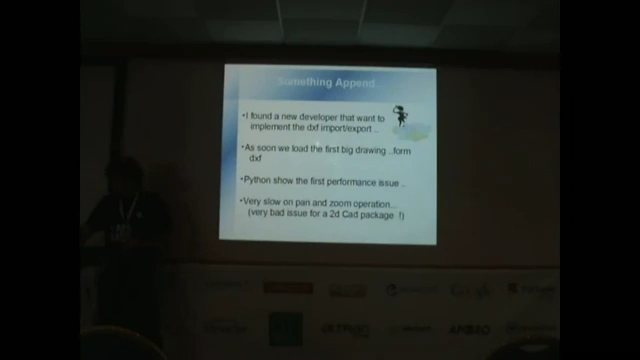 Something Append
•I found a new developer that want to
implement the dxf import/export ..
•As soon we load the first big drawing ..form
dxf
•Python show the first performance issue ..
•Very slow on pan and zoom operation...
(very bad issue for a 2d Cad package !)
Google